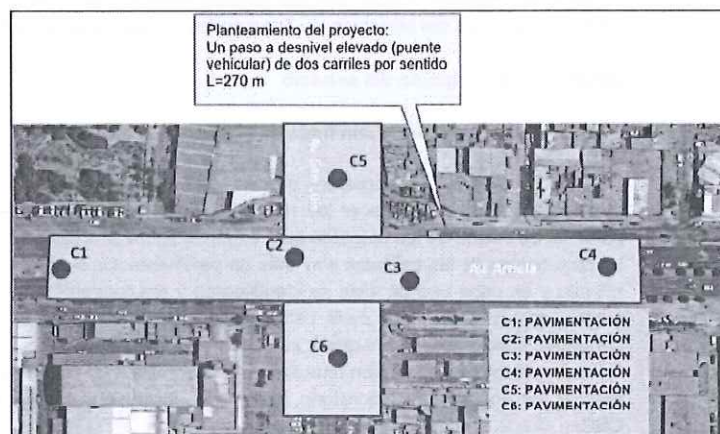 Planteamiento del proyecto:
Un paso a desnivel elevado (puente
vehicular) de dos carriles por sentido
L=270 m
C5
C1
C2
C3
C4
C6
C1: PAVIMENTACIÓN
C2: PAVIMENTACIÓN
C3: PAVIMENTACIÓN
C4: PAVIMENTACIÓN
C5: PAVIMENTACIÓN
C6: PAVIMENTACIÓN